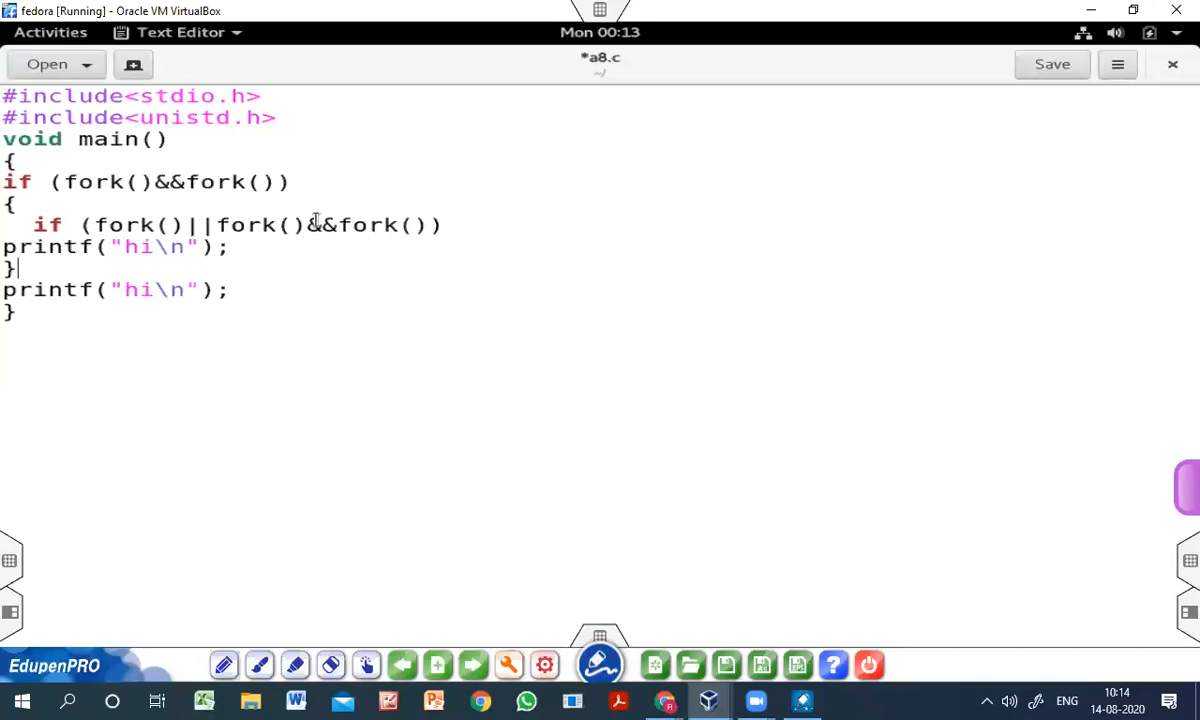 fedora [Running] - Oracle VM VirtualBox
Activities Text Editor Mon 00:13
Open *a8.c Save
~/
#include<stdio.h>
#include<unistd.h>
void main()
{
if (fork()&&fork())
{
  if (fork()||fork()&&fork())
printf("hi\n");
}
printf("hi\n");
}
EdupenPRO
ENG 10:14
14-08-2020